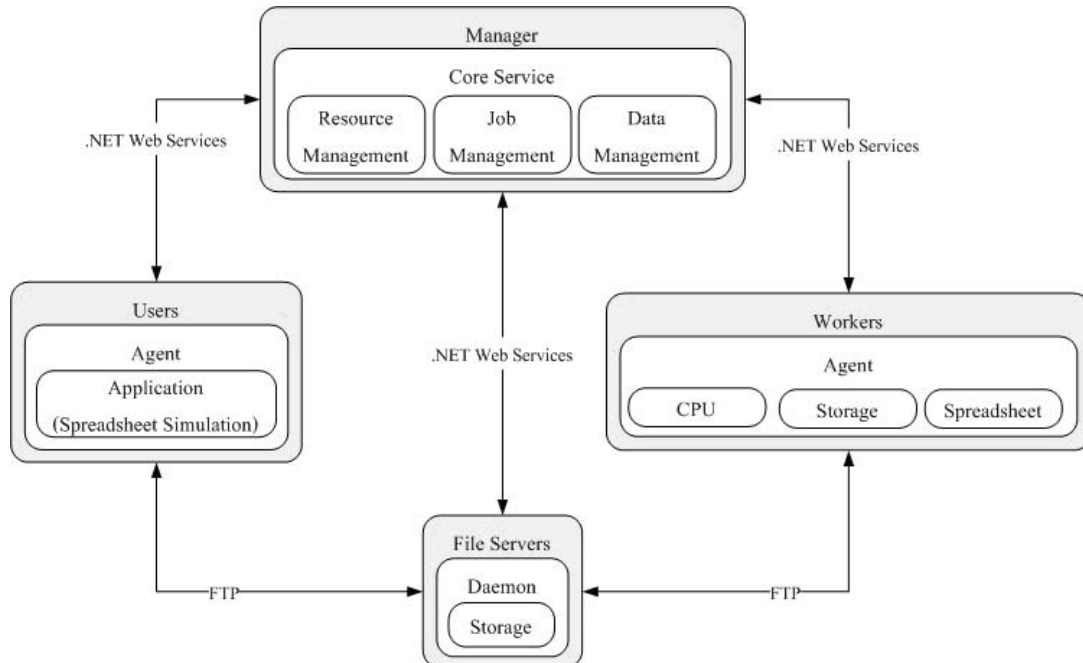 Manager
Core Service
Resource
Management
Job
Management
Data
Management
.NET Web Services
.NET Web Services
Users
Agent
Application
(Spreadsheet Simulation)
.NET Web Services
Workers
Agent
CPU
Storage
Spreadsheet
File Servers
Daemon
Storage
FTP
FTP